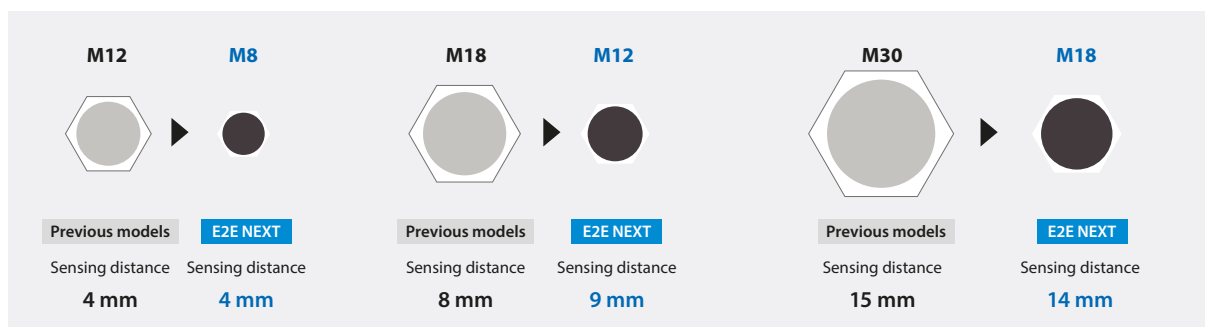 M12
M8
Previous models
E2E NEXT
Sensing distance
Sensing distance
4 mm
4 mm
M18
M12
Previous models
E2E NEXT
Sensing distance
Sensing distance
8 mm
9 mm
M30
M18
Previous models
E2E NEXT
Sensing distance
Sensing distance
15 mm
14 mm